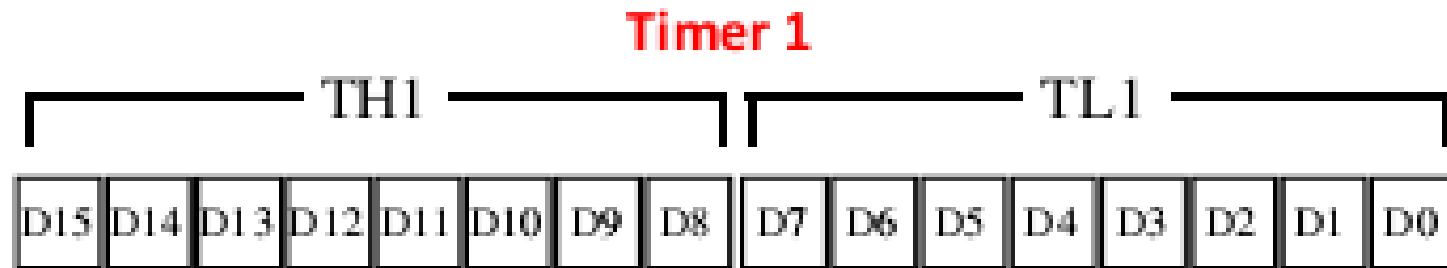 Timer 1
TH1 TL1
D15 D14 D13 D12 D11 D10 D9 D8 D7 D6 D5 D4 D3 D2 D1 D0